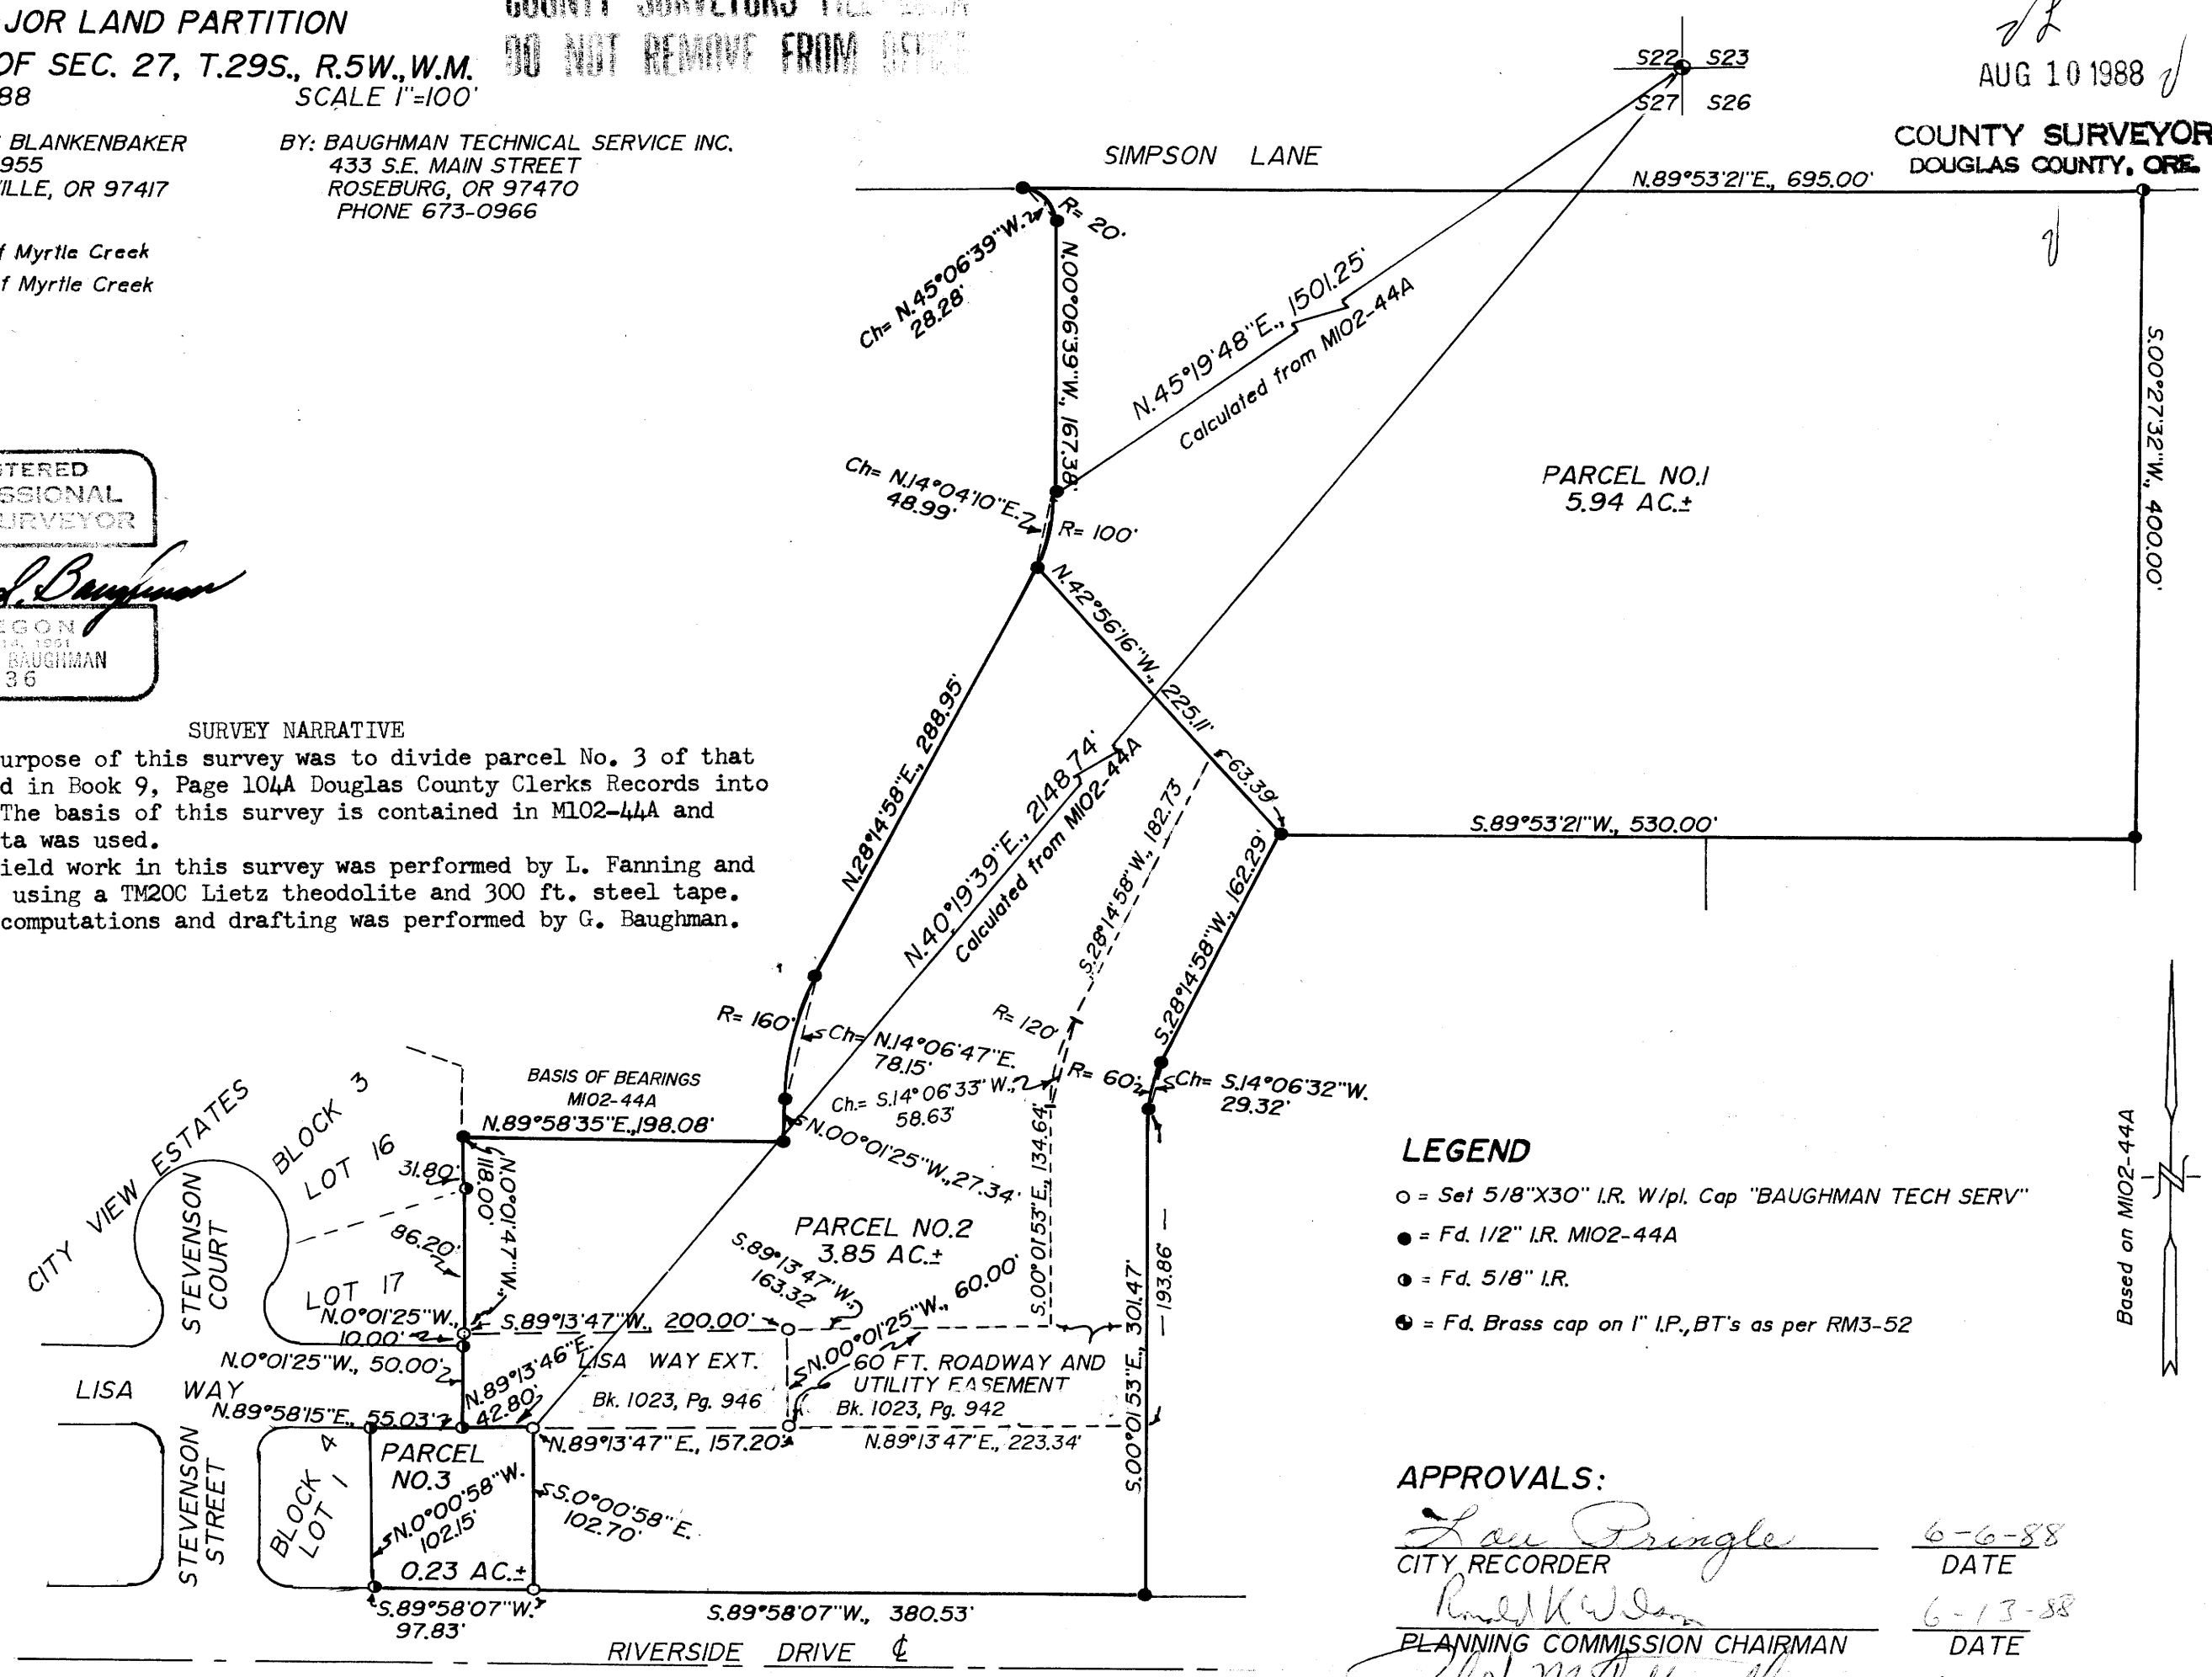 JOR LAND PARTITION
OF SEC. 27, T.29S., R.5W.,W.M.
88 SCALE 1"=100'
COUNTY SURVEYORS FILE
DO NOT REMOVE FROM OFFICE
BLANKENBAKER
955
ILLE, OR 97417
BY: BAUGHMAN TECHNICAL SERVICE INC.
433 S.E. MAIN STREET
ROSEBURG, OR 97470
PHONE 673-0966
f Myrtle Creek
f Myrtle Creek
AUG 10 1988
COUNTY SURVEYOR
DOUGLAS COUNTY, ORE.
S22 S23
S27 S26
SIMPSON LANE
N.89°53'21"E., 695.00'
R= 20'
Ch= N.45°06'39"W.
28.28'
N.00°06'39"W., 167.38'
N.45°19'48"E., 1501.25'
Calculated from M102-44A
S.00°27'32"W., 400.00'
Ch= N.14°04'10"E.
48.99'
R= 100'
PARCEL NO.1
5.94 AC.±
N.42°56'16"W., 225.11'
63.39'
S.89°53'21"W., 530.00'
N.28°14'58"E., 288.95'
N.40°19'39"E., 2148.74'
Calculated from M102-44A
S.28°14'58"W., 182.73'
S.28°14'58"W., 162.29'
TERED
SSIONAL
URVEYOR
Baughman
EGON
14, 1961
BAUGHMAN
36
SURVEY NARRATIVE
urpose of this survey was to divide parcel No. 3 of that
d in Book 9, Page 104A Douglas County Clerks Records into
The basis of this survey is contained in M102-44A and
ta was used.
ield work in this survey was performed by L. Fanning and
using a TM20C Lietz theodolite and 300 ft. steel tape.
computations and drafting was performed by G. Baughman.
R= 160'
Ch= N.14°06'47"E.
78.15'
R= 120'
Ch.= S.14°06'33"W.,
58.63'
R= 60'
Ch= S.14°06'32"W.
29.32'
BASIS OF BEARINGS
M102-44A
N.89°58'35"E.,198.08'
N.00°01'25"W.,27.34'
S.00°01'53"E., 134.64'
CITY VIEW ESTATES
BLOCK 3
LOT 16
31.80'
118.00'
N.0°01'47"W.,
86.20'
LOT 17
STEVENSON
COURT
PARCEL NO.2
3.85 AC.±
S.89°13'47"W.,
163.32'
N.00°01'25"W., 60.00'
S.00°01'53"E., 301.47'
193.86'
N.0°01'25"W.,
10.00'
S.89°13'47"W., 200.00'
N.0°01'25"W., 50.00'
N.89°13'46"E.
42.80'
LISA WAY EXT.
Bk. 1023, Pg. 946
60 FT. ROADWAY AND
UTILITY EASEMENT
Bk. 1023, Pg. 942
LISA WAY
N.89°58'15"E., 55.03'
N.89°13'47"E., 157.20'
N.89°13'47"E., 223.34'
STEVENSON
STREET
BLOCK 4
LOT 1
PARCEL
NO.3
N.0°00'58"W.
102.15'
S.0°00'58"E.
102.70'
0.23 AC.±
S.89°58'07"W.
97.83'
S.89°58'07"W., 380.53'
RIVERSIDE DRIVE ℄
LEGEND
○ = Set 5/8"X30" I.R. W/pl. Cap "BAUGHMAN TECH SERV"
● = Fd. 1/2" I.R. M102-44A
◑ = Fd. 5/8" I.R.
= Fd. Brass cap on 1" I.P.,BT's as per RM3-52
Based on M102-44A
N
APPROVALS:
Lou Pringle 6-6-88
CITY RECORDER DATE
Ronald K Wilson 6-13-88
PLANNING COMMISSION CHAIRMAN DATE